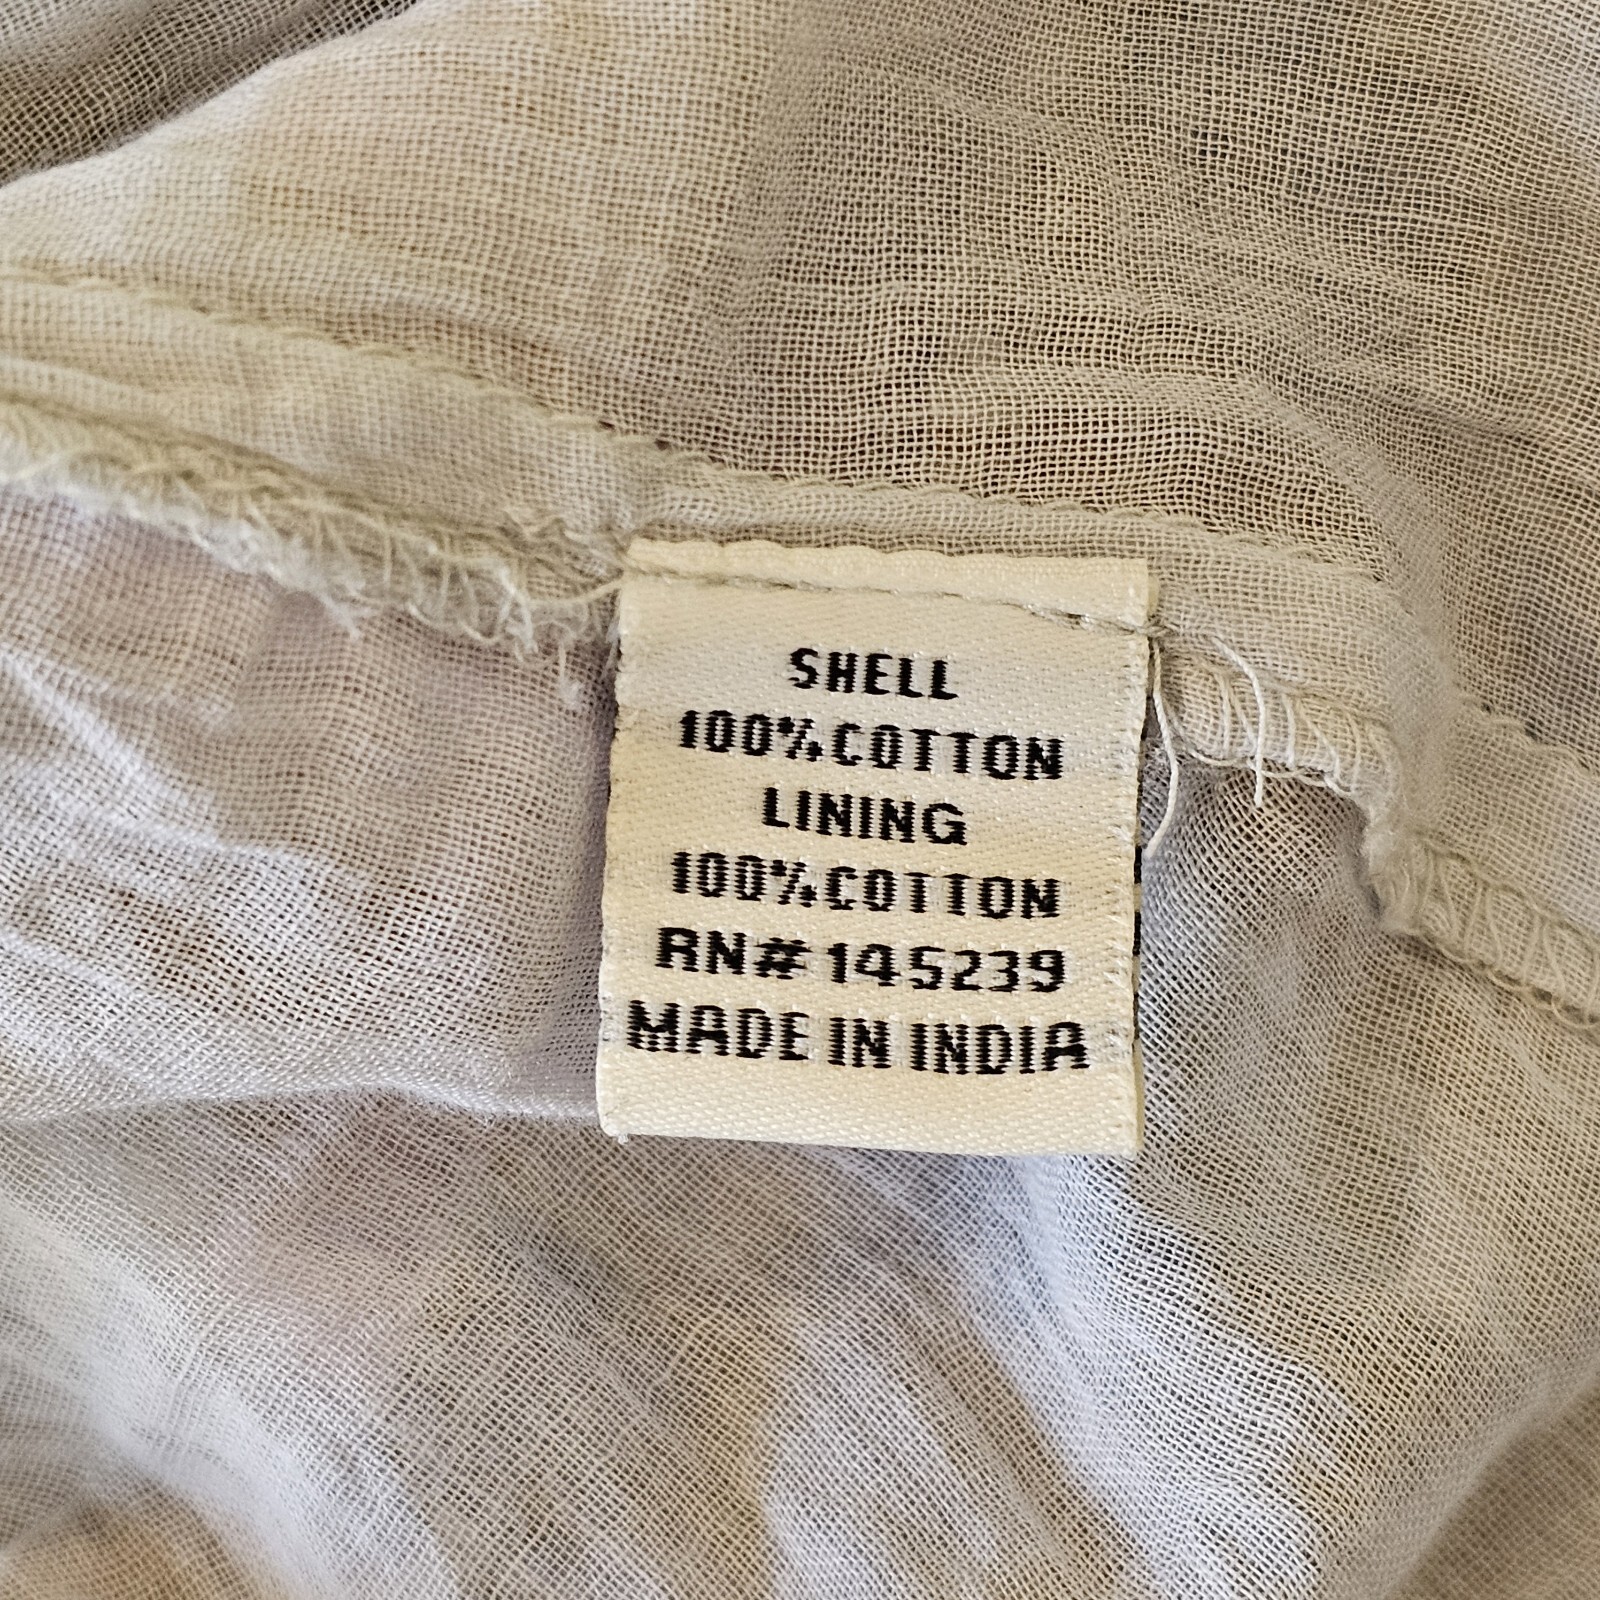 SHELL
100% COTTON
LINING
100% COTTON
RN# 145239
MADE IN INDIA